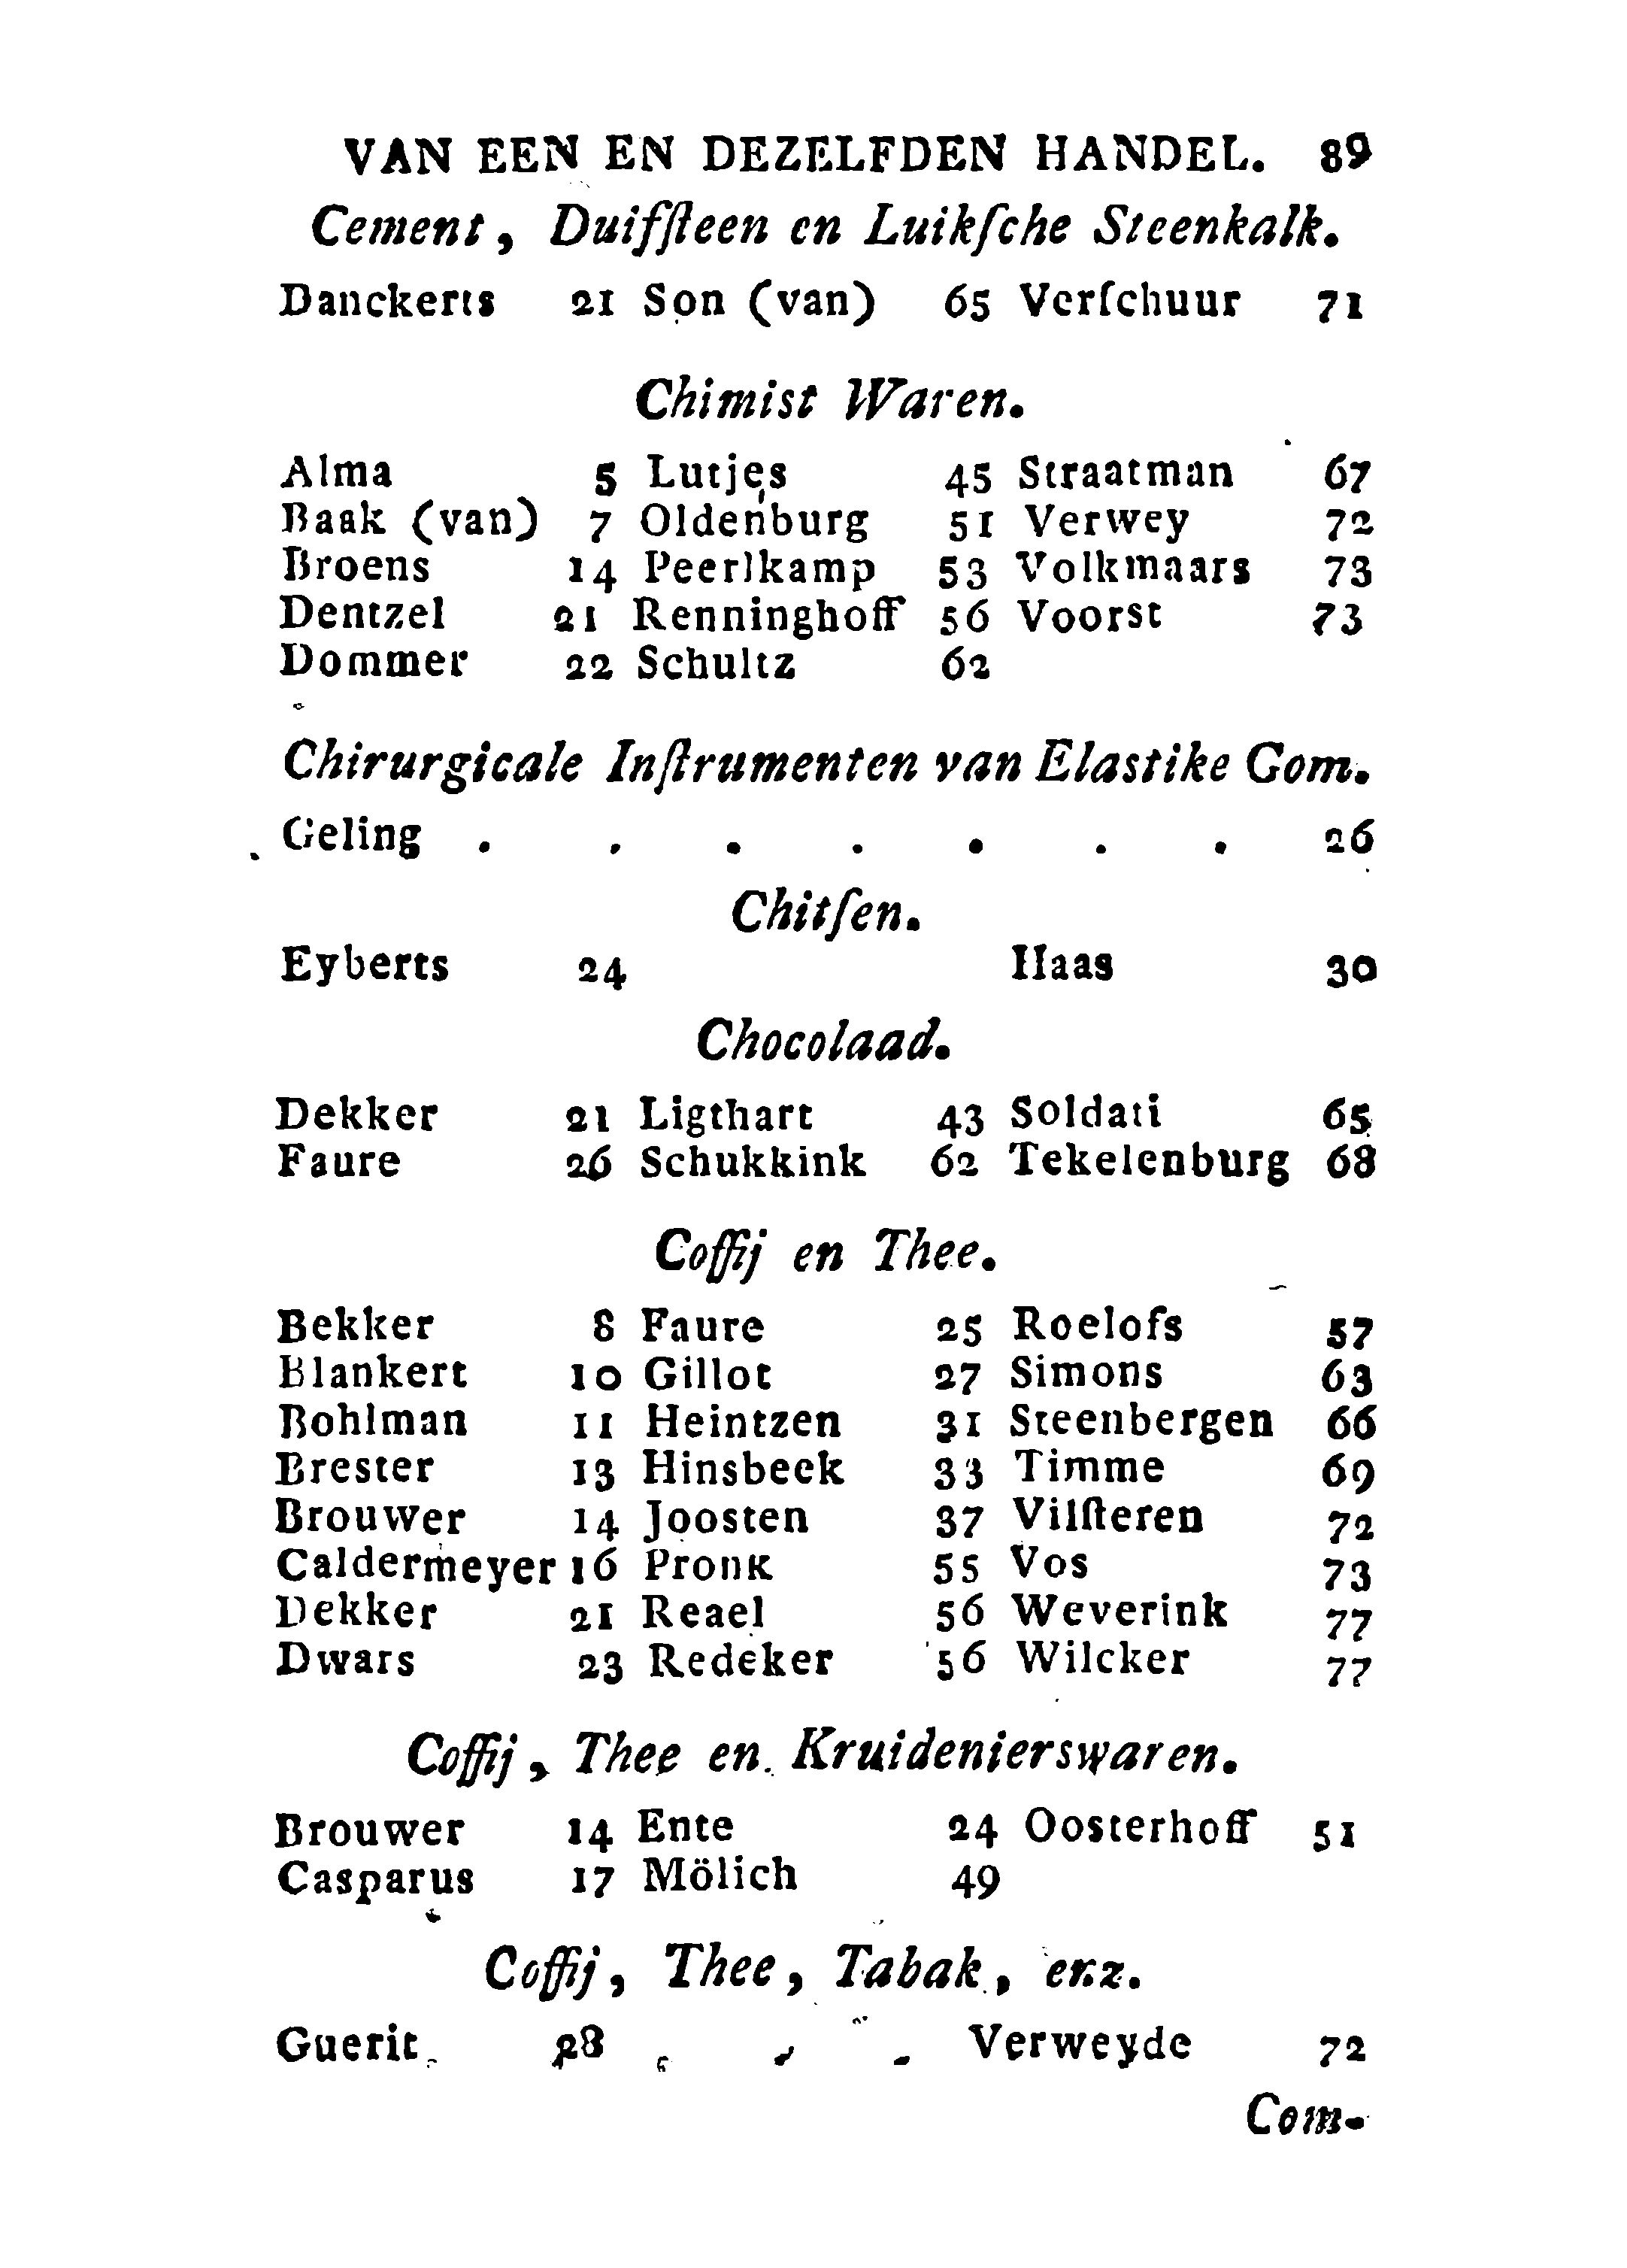 VAN EEN EN DEZELFDEN HANDEL. 89
Cement, Duifſteen en Luikſche Steenkalk.
Danckerts 21 Son (van) 65 Verſchuur 71
Chimist Waren.
Alma 5 Lutjes 45 Straatman 67
Baak (van) 7 Oldenburg 51 Verwey 72
Broens 14 Peerlkamp 53 Volkmaars 73
Dentzel 21 Renninghoff 56 Voorst 73
Dommer 22 Schultz 62
Chirurgicale Inſtrumenten van Elastike Gom.
Geling . . . . . . . 26
Chitſen.
Eyberts 24 Haas 30
Chocolaad.
Dekker 21 Ligthart 43 Soldati 65
Faure 26 Schukkink 62 Tekelenburg 68
Coffij en Thee.
Bekker 8 Faure 25 Roelofs 57
Blankert 10 Gillot 27 Simons 63
Bohlman 11 Heintzen 31 Steenbergen 66
Brester 13 Hinsbeek 33 Timme 69
Brouwer 14 Joosten 37 Vilſteren 72
Caldermeyer 16 Pronk 55 Vos 73
Dekker 21 Reael 56 Weverink 77
Dwars 23 Redeker 56 Wilcker 77
Coffij, Thee en Kruidenierswaren.
Brouwer 14 Ente 24 Oosterhoff 51
Casparus 17 Mölich 49
Coffij, Thee, Tabak, enz.
Guerit 28 . . . Verweyde 72
Com-